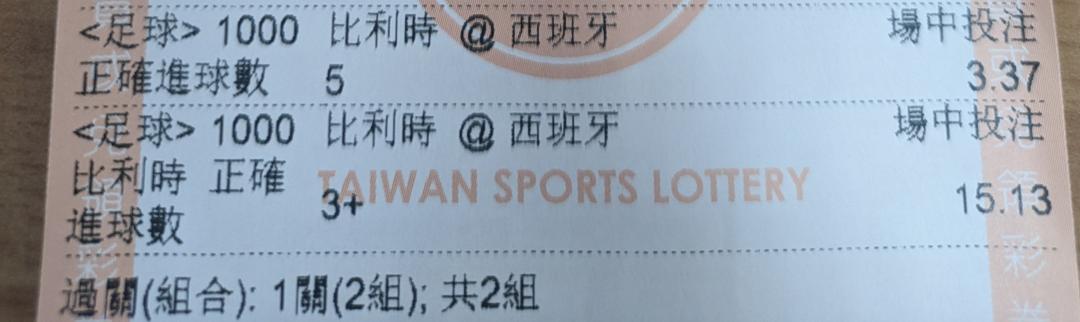 <足球> 1000 比利時 @ 西班牙 場中投注
正確進球數 5 3.37
<足球> 1000 比利時 @ 西班牙 場中投注
比利時 正確
進球數 3+ 15.13
TAIWAN SPORTS LOTTERY
過關(組合): 1關(2組); 共2組